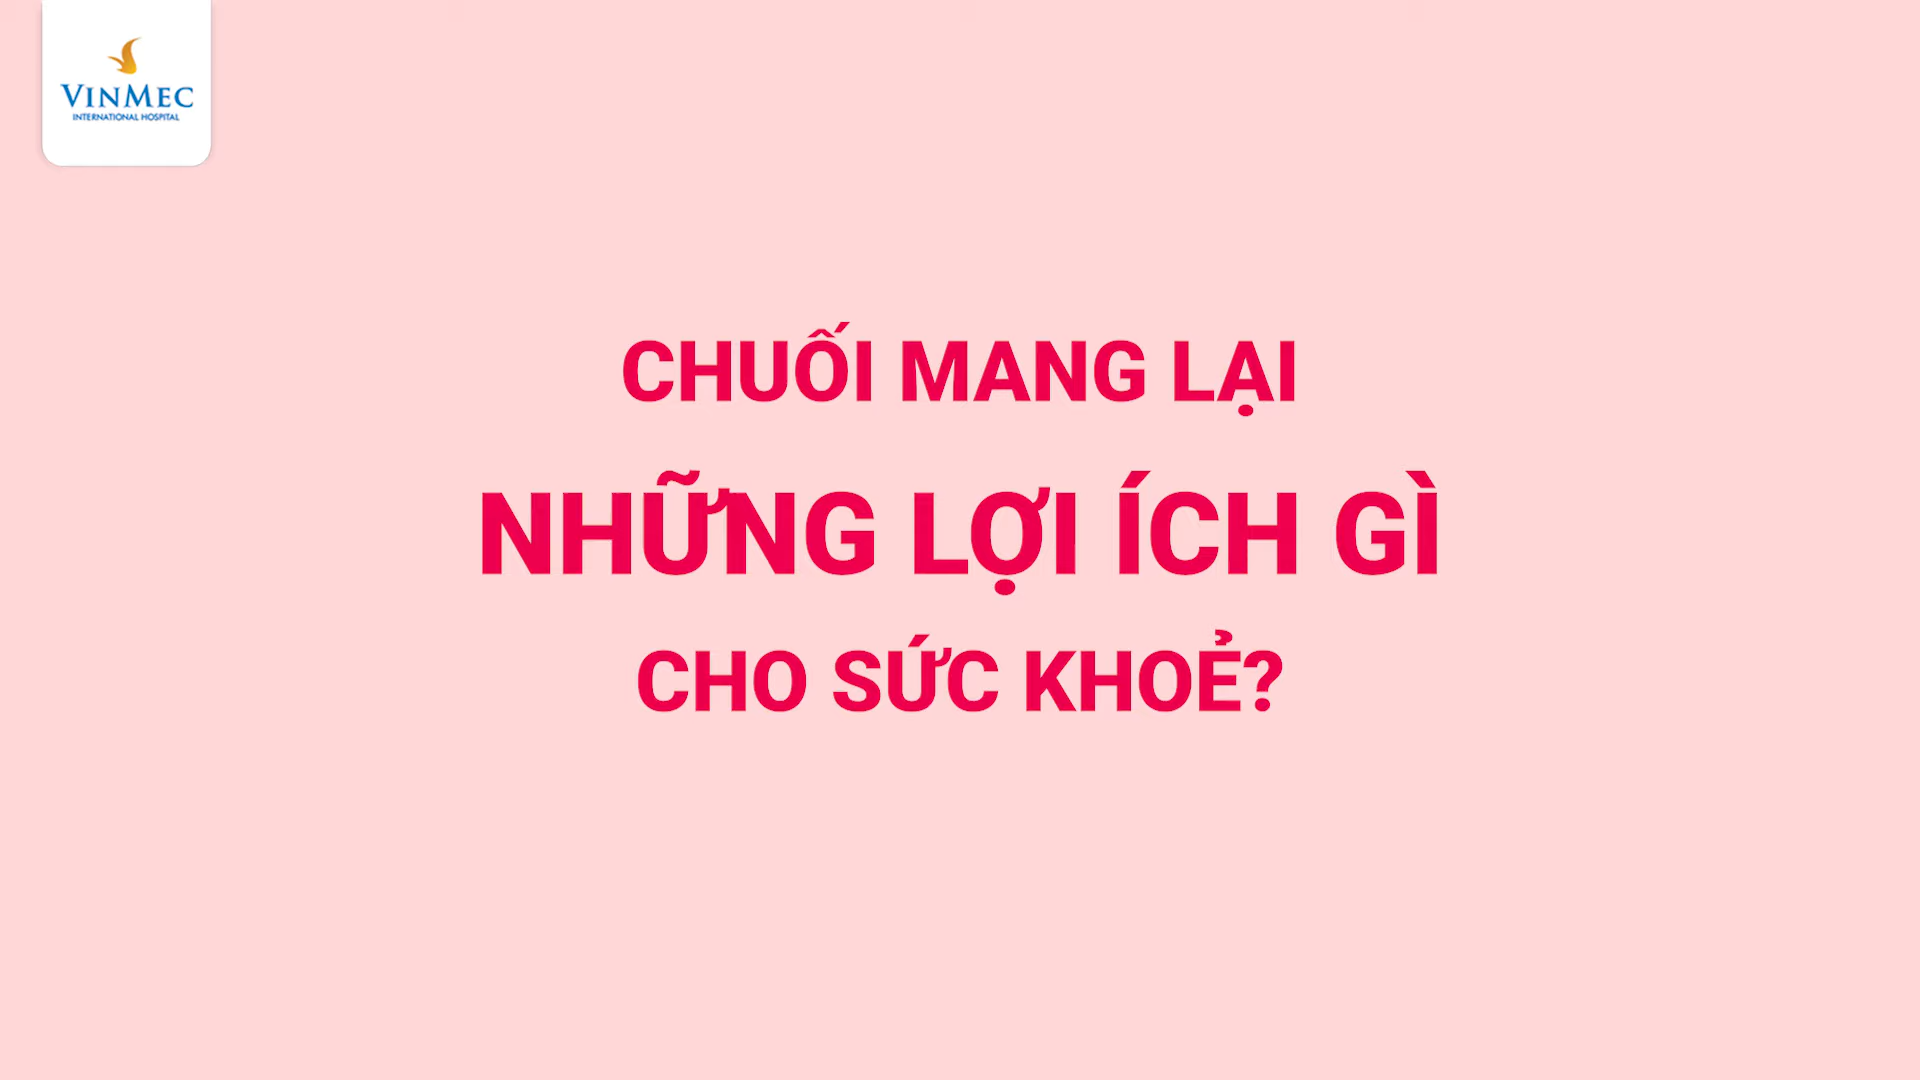 VINMEC
INTERNATIONAL HOSPITAL
CHUỐI MANG LẠI
NHỮNG LỢI ÍCH GÌ
CHO SỨC KHOẺ?